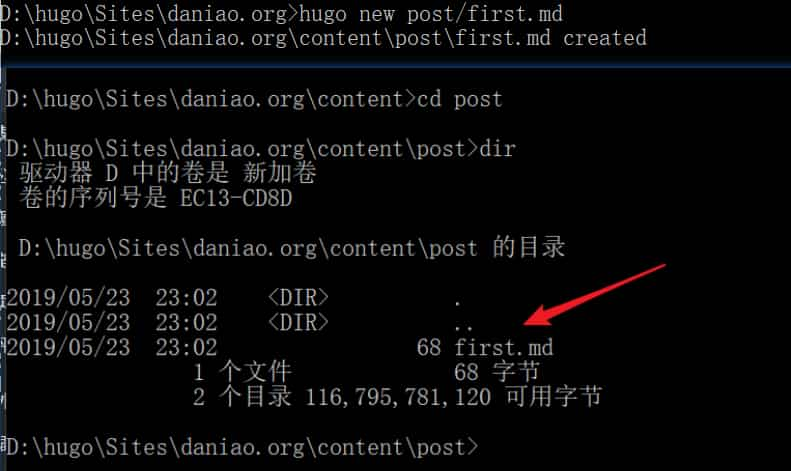 D:\hugo\Sites\daniao.org>hugo new post/first.md
D:\hugo\Sites\daniao.org\content\post\first.md created
D:\hugo\Sites\daniao.org\content>cd post
D:\hugo\Sites\daniao.org\content\post>dir
驱动器 D 中的卷是 新加卷
卷的序列号是 EC13-CD8D
D:\hugo\Sites\daniao.org\content\post 的目录
2019/05/23  23:02    <DIR>          .
2019/05/23  23:02    <DIR>          ..
2019/05/23  23:02                68 first.md
1 个文件             68 字节
2 个目录 116,795,781,120 可用字节
D:\hugo\Sites\daniao.org\content\post>